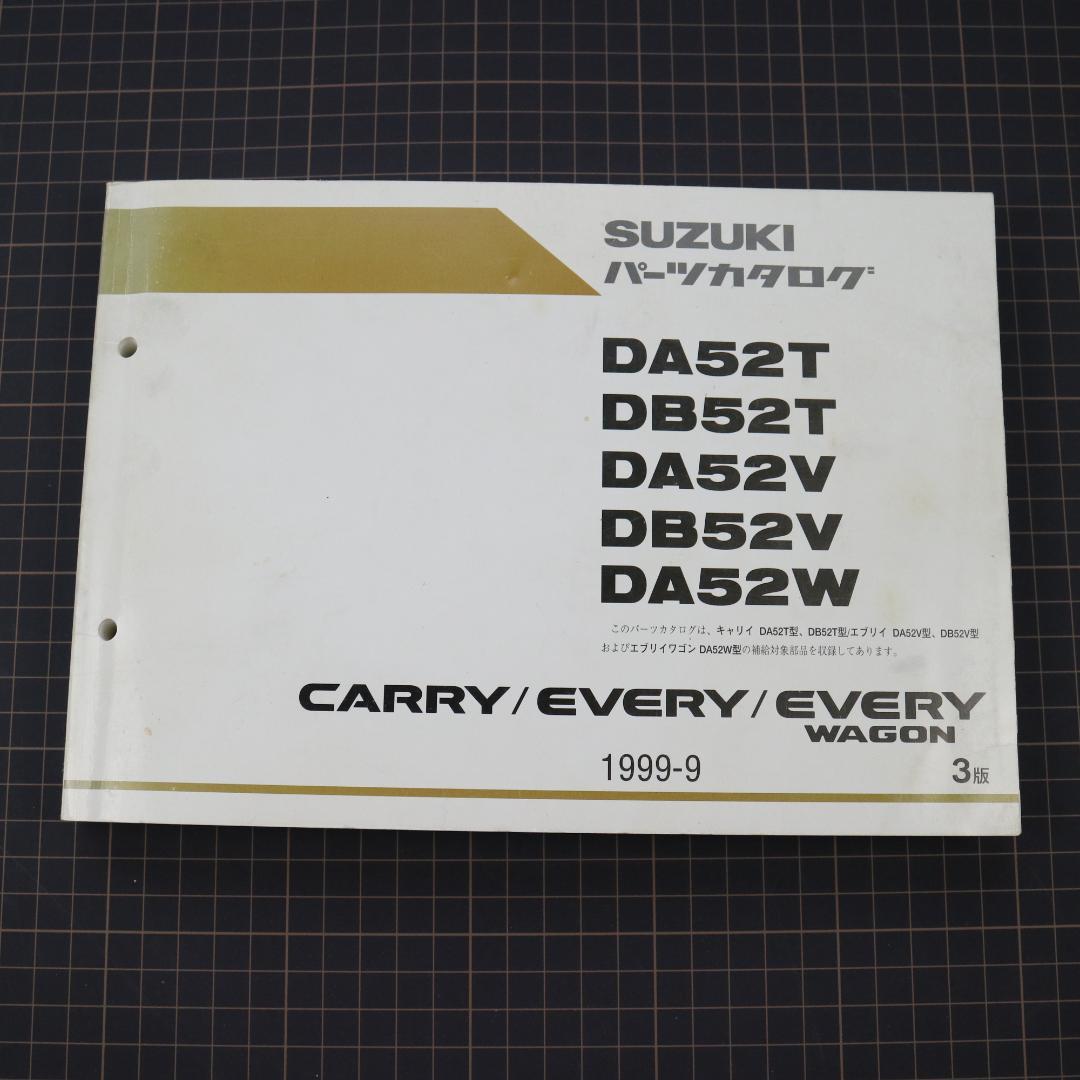 SUZUKI
パーツカタログ
DA52T
DB52T
DA52V
DB52V
DA52W
このパーツカタログは、キャリイ DA52T型、DB52T型/エブリイ DA52V型、DB52V型
およびエブリイワゴン DA52W型の補給対象部品を収録してあります。
CARRY/EVERY/EVERY
WAGON
1999-9 3版